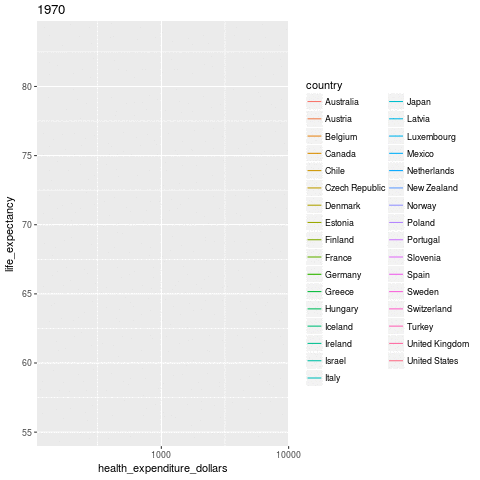 1970
life_expectancy
80
75
70
65
60
55
1000
10000
health_expenditure_dollars
country
Australia
Austria
Belgium
Canada
Chile
Czech Republic
Denmark
Estonia
Finland
France
Germany
Greece
Hungary
Iceland
Ireland
Israel
Italy
Japan
Latvia
Luxembourg
Mexico
Netherlands
New Zealand
Norway
Poland
Portugal
Slovenia
Spain
Sweden
Switzerland
Turkey
United Kingdom
United States